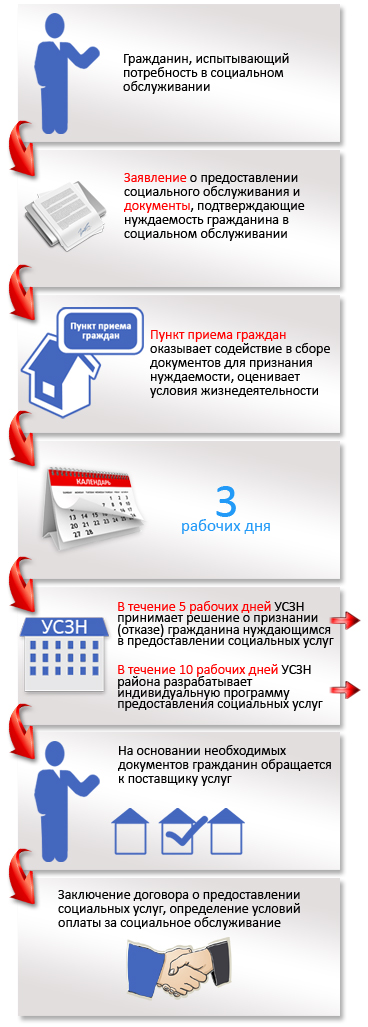 Гражданин, испытывающий
потребность в социальном
обслуживании
Заявление о предоставлении
социального обслуживания и
документы, подтверждающие
нуждаемость гражданина в
социальном обслуживании
Пункт приема
граждан
Пункт приема граждан
оказывает содействие в сборе
документов для признания
нуждаемости, оценивает
условия жизнедеятельности
КАЛЕНДАРЬ
3
рабочих дня
УСЗН
В течение 5 рабочих дней УСЗН
принимает решение о признании
(отказе) гражданина нуждающимся
в предоставлении социальных услуг
В течение 10 рабочих дней УСЗН
района разрабатывает
индивидуальную программу
предоставления социальных услуг
На основании необходимых
документов гражданин обращается
к поставщику услуг
Заключение договора о предоставлении
социальных услуг, определение условий
оплаты за социальное обслуживание